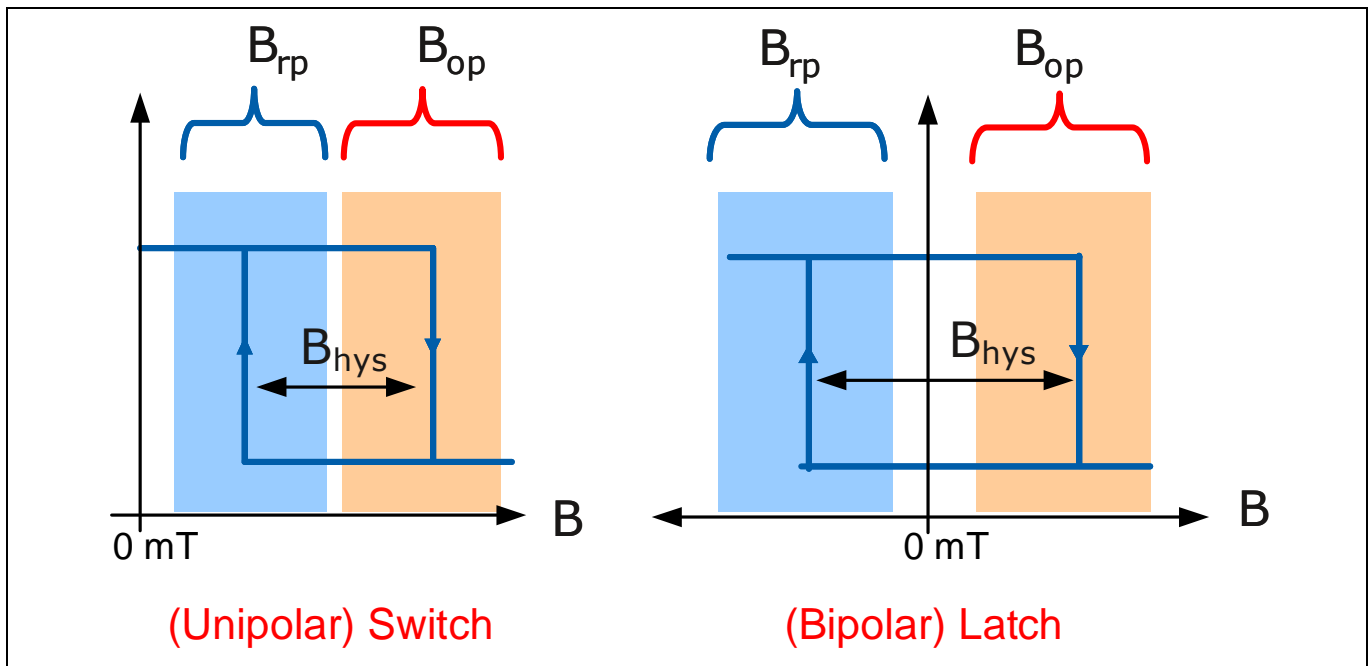 Brp
Bop
Bhys
B
0 mT
(Unipolar) Switch
Brp
Bop
Bhys
B
0 mT
(Bipolar) Latch